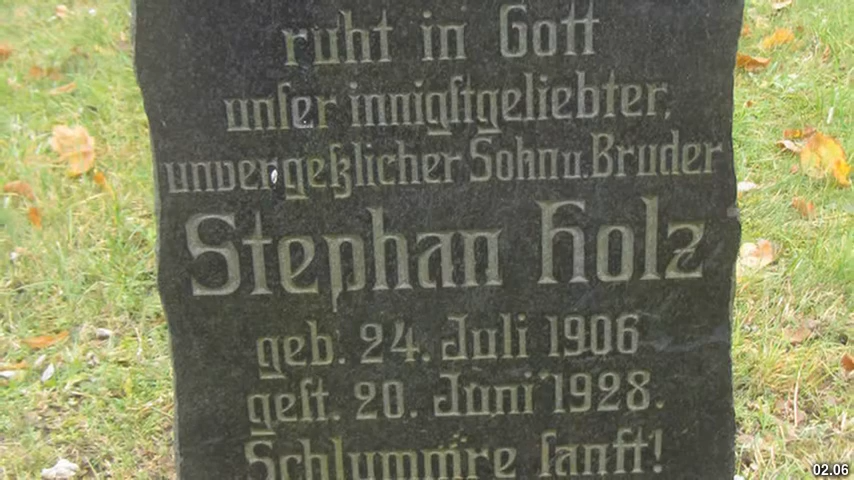 ruht in Gott
unser innigstgeliebter,
unvergeßlicher Sohn u. Bruder
Stephan Holz
geb. 24. Juli 1906
gest. 20. Juni 1928.
Schlummre sanft!
02.06